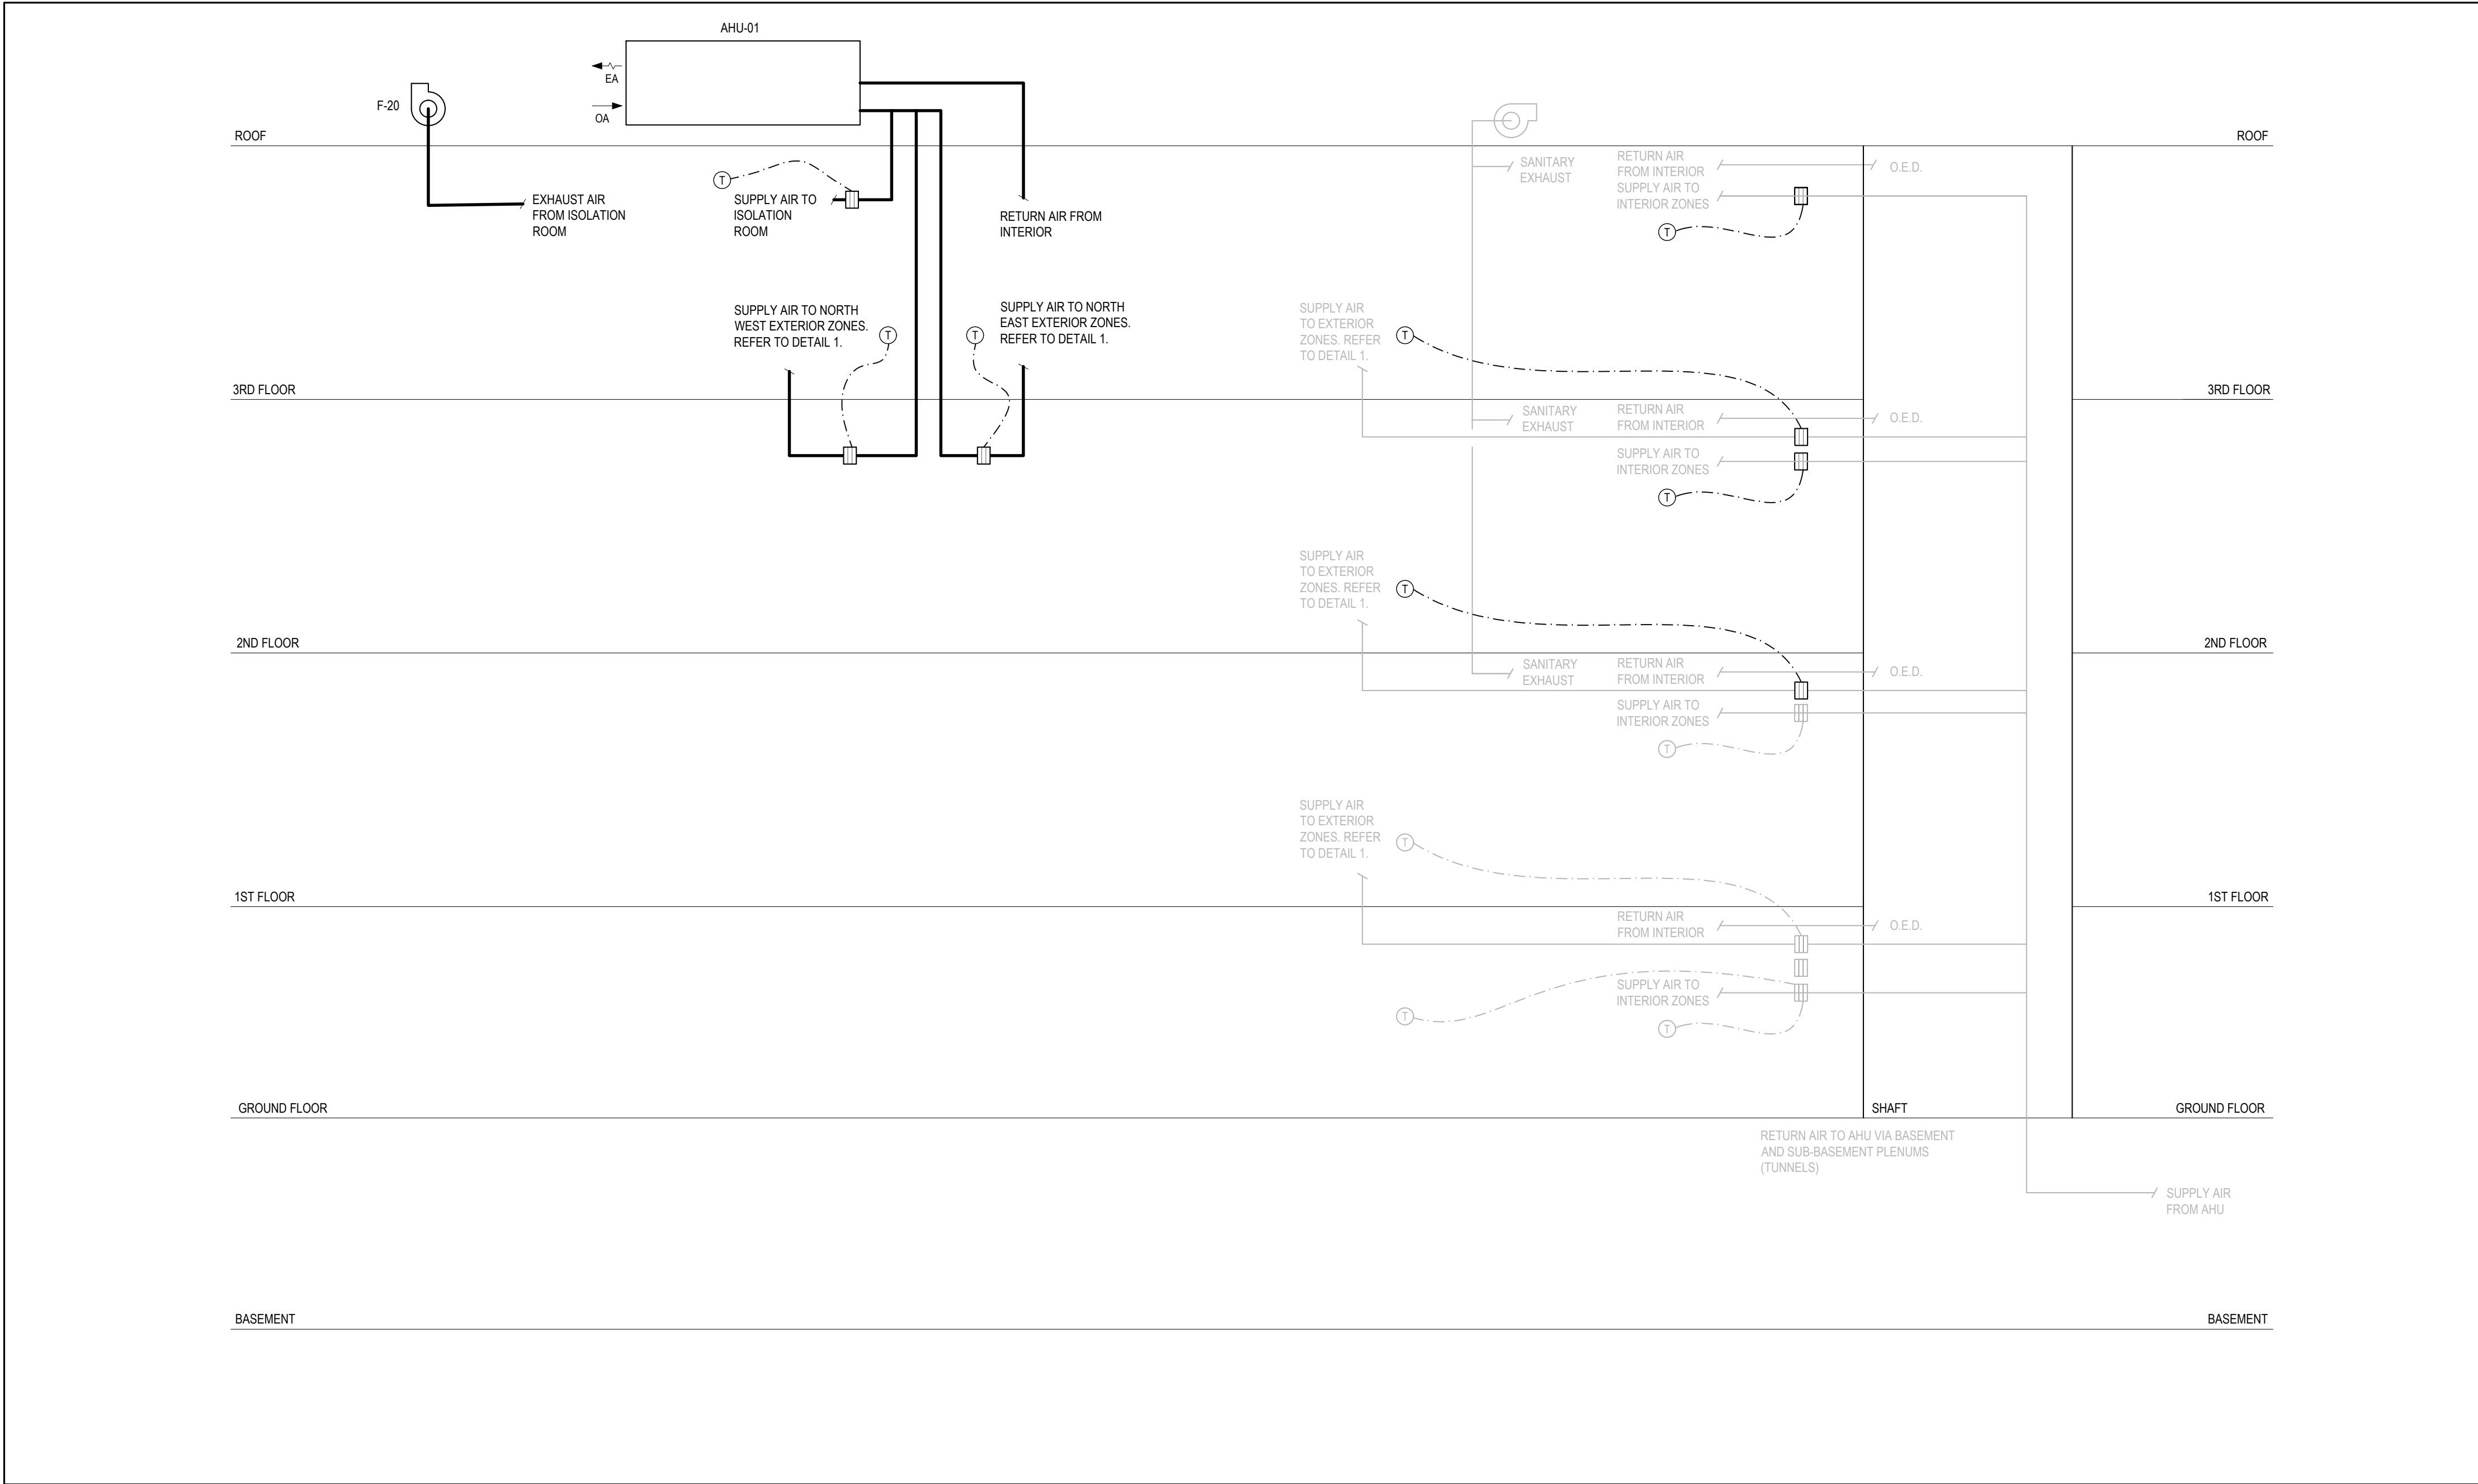 AHU-01
EA
OA
F-20
ROOF
ROOF
EXHAUST AIR
FROM ISOLATION
ROOM
T
SUPPLY AIR TO
ISOLATION
ROOM
RETURN AIR FROM
INTERIOR
SANITARY
EXHAUST
RETURN AIR
FROM INTERIOR
SUPPLY AIR TO
INTERIOR ZONES
O.E.D.
T
SUPPLY AIR TO NORTH
WEST EXTERIOR ZONES.
REFER TO DETAIL 1.
T
T
SUPPLY AIR TO NORTH
EAST EXTERIOR ZONES.
REFER TO DETAIL 1.
SUPPLY AIR
TO EXTERIOR
ZONES. REFER
TO DETAIL 1.
T
3RD FLOOR
3RD FLOOR
SANITARY
EXHAUST
RETURN AIR
FROM INTERIOR
O.E.D.
SUPPLY AIR TO
INTERIOR ZONES
T
SUPPLY AIR
TO EXTERIOR
ZONES. REFER
TO DETAIL 1.
T
2ND FLOOR
2ND FLOOR
SANITARY
EXHAUST
RETURN AIR
FROM INTERIOR
O.E.D.
SUPPLY AIR TO
INTERIOR ZONES
T
SUPPLY AIR
TO EXTERIOR
ZONES. REFER
TO DETAIL 1.
T
1ST FLOOR
1ST FLOOR
RETURN AIR
FROM INTERIOR
O.E.D.
SUPPLY AIR TO
INTERIOR ZONES
T
T
GROUND FLOOR
SHAFT
GROUND FLOOR
RETURN AIR TO AHU VIA BASEMENT
AND SUB-BASEMENT PLENUMS
(TUNNELS)
SUPPLY AIR
FROM AHU
BASEMENT
BASEMENT